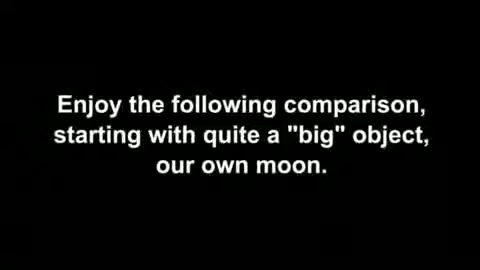 Enjoy the following comparison,
starting with quite a "big" object,
our own moon.